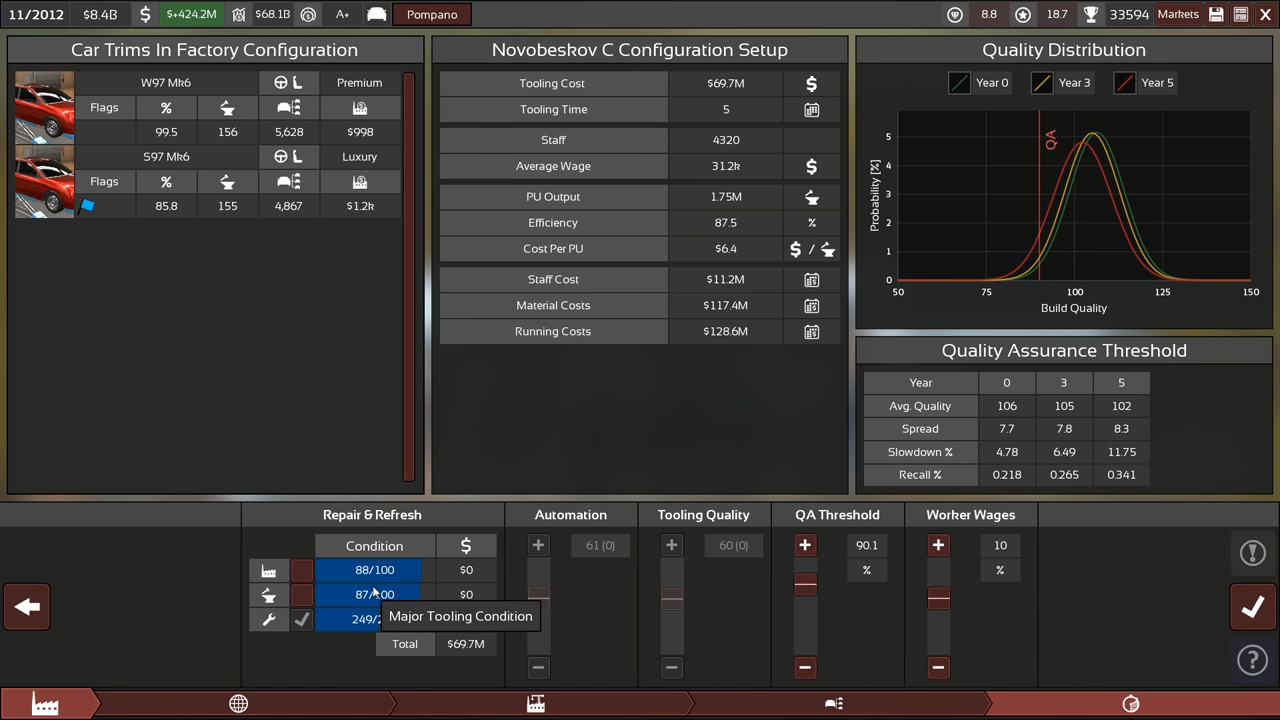 11/2012 $8.4B $ $+424.2M $68.1B A+ Pompano 8.8 18.7 33594 Markets
Car Trims In Factory Configuration
W97 Mk6 Premium
Flags %
99.5 156 5,628 $998
S97 Mk6 Luxury
Flags %
85.8 155 4,867 $1.2k
Novobeskov C Configuration Setup
Tooling Cost $69.7M $
Tooling Time 5
Staff 4320
Average Wage 31.2k $
PU Output 1.75M
Efficiency 87.5 %
Cost Per PU $6.4 $ /
Staff Cost $11.2M
Material Costs $117.4M
Running Costs $128.6M
Quality Distribution
Year 0 Year 3 Year 5
QA
Probability [%]
5
4
3
2
1
0
50 75 100 125 150
Build Quality
Quality Assurance Threshold
Year 0 3 5
Avg. Quality 106 105 102
Spread 7.7 7.8 8.3
Slowdown % 4.78 6.49 11.75
Recall % 0.218 0.265 0.341
Repair & Refresh
Condition $
88/100 $0
87/100 $0
249/2
Major Tooling Condition
Total $69.7M
Automation
61 (0)
Tooling Quality
60 (0)
QA Threshold
90.1
%
Worker Wages
10
%